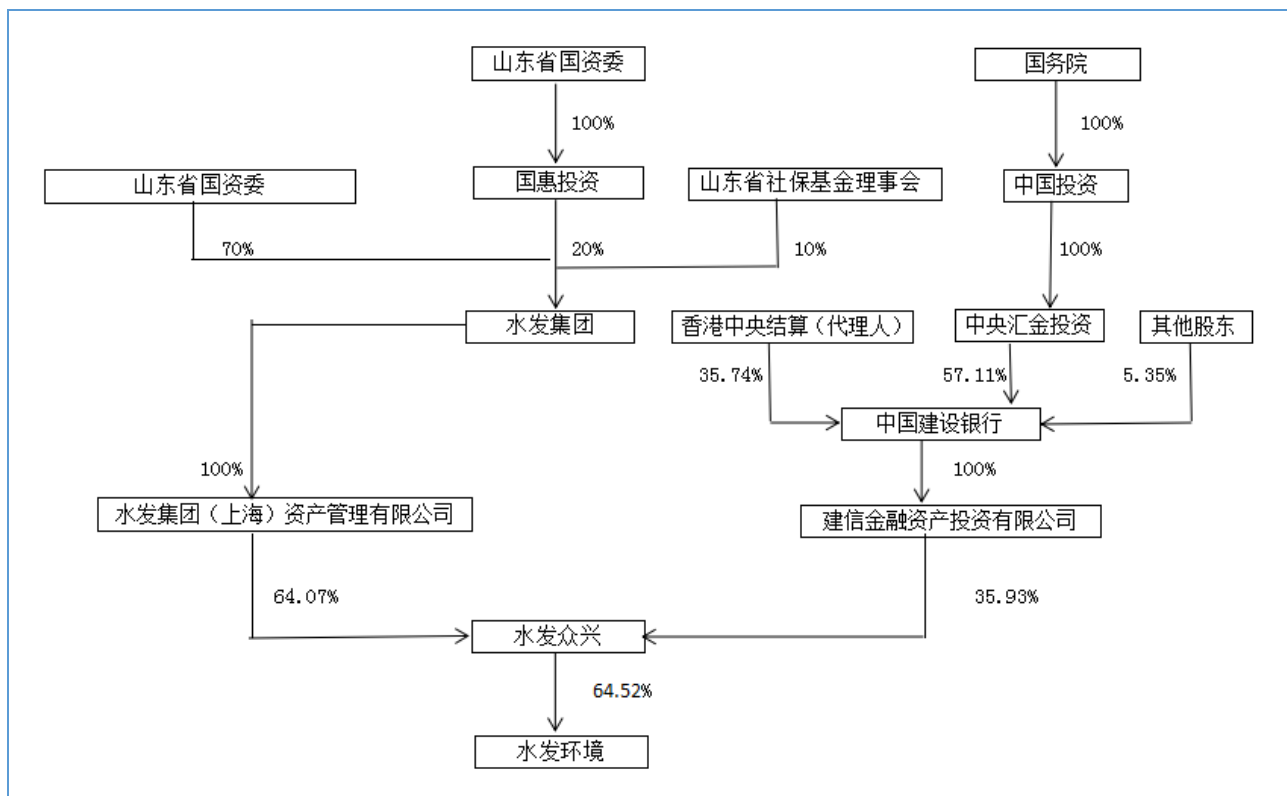 山东省国资委
国务院
100%
100%
山东省国资委
国惠投资
山东省社保基金理事会
中国投资
70%
20%
10%
100%
水发集团
香港中央结算（代理人）
中央汇金投资
其他股东
35.74%
57.11%
5.35%
中国建设银行
100%
100%
水发集团（上海）资产管理有限公司
建信金融资产投资有限公司
64.07%
35.93%
水发众兴
64.52%
水发环境